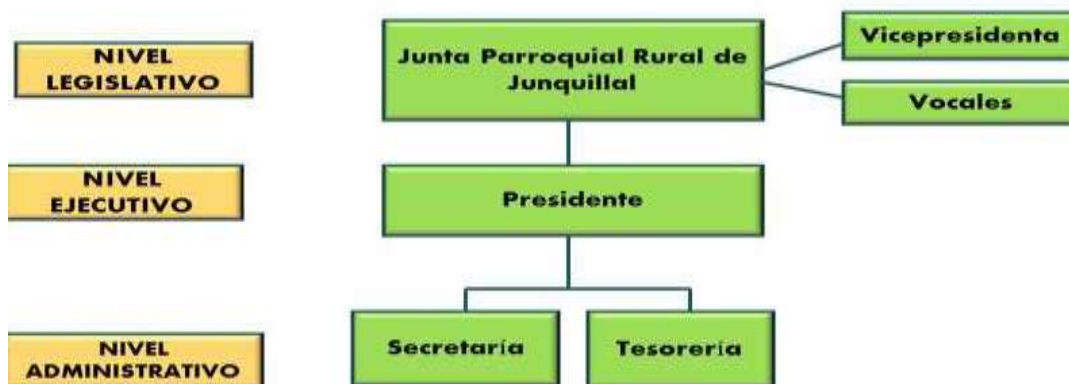 NIVEL
LEGISLATIVO
Junta Parroquial Rural de
Junquillal
Vicepresidenta
Vocales
NIVEL
EJECUTIVO
Presidente
NIVEL
ADMINISTRATIVO
Secretaría
Tesorería